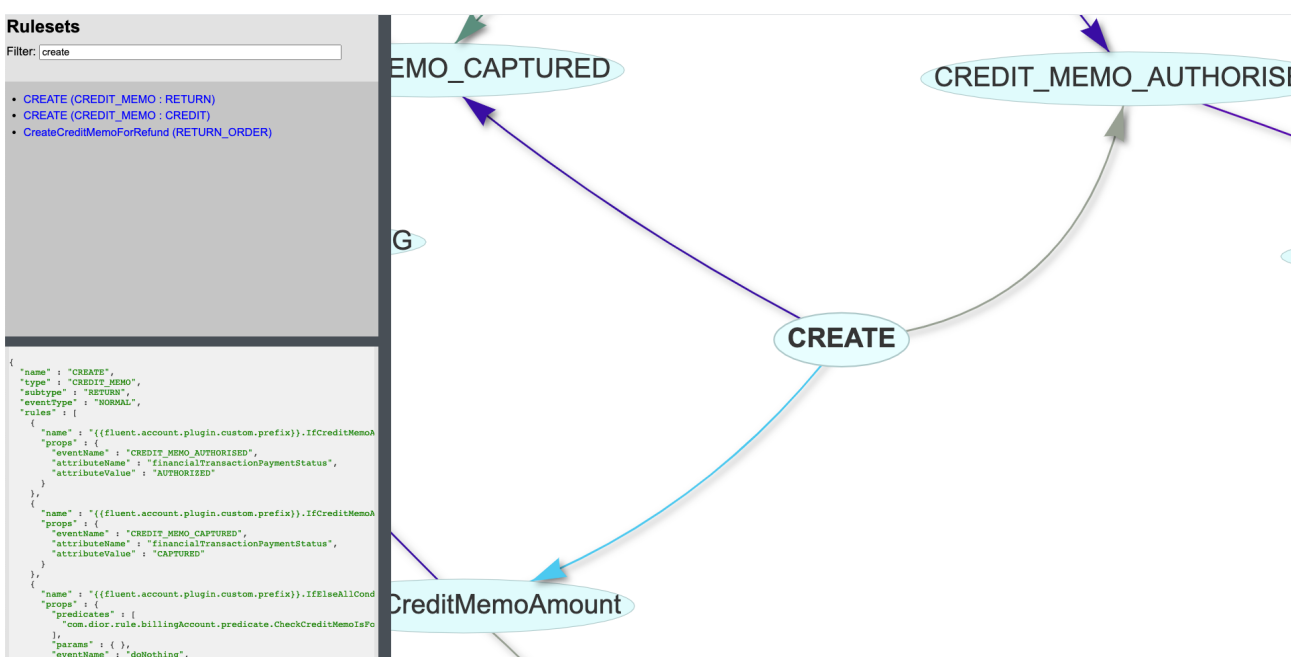 Rulesets
Filter: create
• CREATE (CREDIT_MEMO : RETURN)
• CREATE (CREDIT_MEMO : CREDIT)
• CreateCreditMemoForRefund (RETURN_ORDER)
{
"name" : "CREATE",
"type" : "CREDIT_MEMO",
"subtype" : "RETURN",
"eventType" : "NORMAL",
"rules" : [
{
"name" : "{{fluent.account.plugin.custom.prefix}}.IfCreditMemoA
"props" : {
"eventName" : "CREDIT_MEMO_AUTHORISED",
"attributeName" : "financialTransactionPaymentStatus",
"attributeValue" : "AUTHORIZED"
}
},
{
"name" : "{{fluent.account.plugin.custom.prefix}}.IfCreditMemoA
"props" : {
"eventName" : "CREDIT_MEMO_CAPTURED",
"attributeName" : "financialTransactionPaymentStatus",
"attributeValue" : "CAPTURED"
}
},
{
"name" : "{{fluent.account.plugin.custom.prefix}}.IfElseAllCond
"props" : {
"predicates" : [
"com.dior.rule.billingAccount.predicate.CheckCreditMemoIsFo
],
"params" : { },
"eventName" : "doNothing",
EMO_CAPTURED
CREDIT_MEMO_AUTHORISE
G
CREATE
CreditMemoAmount